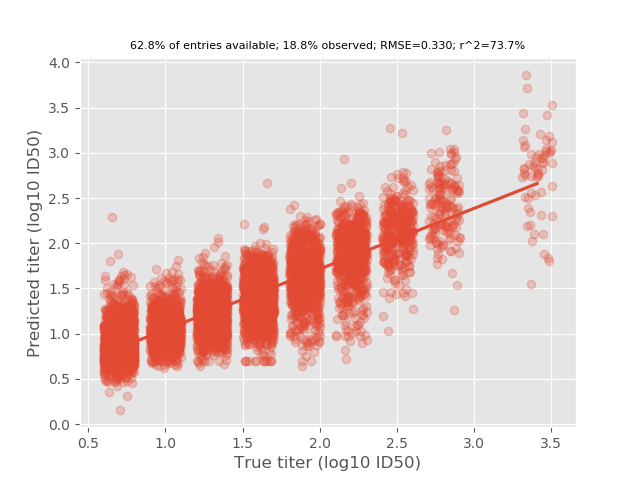 62.8% of entries available; 18.8% observed; RMSE=0.330; r^2=73.7%
4.0
3.5
3.0
2.5
2.0
1.5
1.0
0.5
0.0
Predicted titer (log10 ID50)
0.5 1.0 1.5 2.0 2.5 3.0 3.5
True titer (log10 ID50)